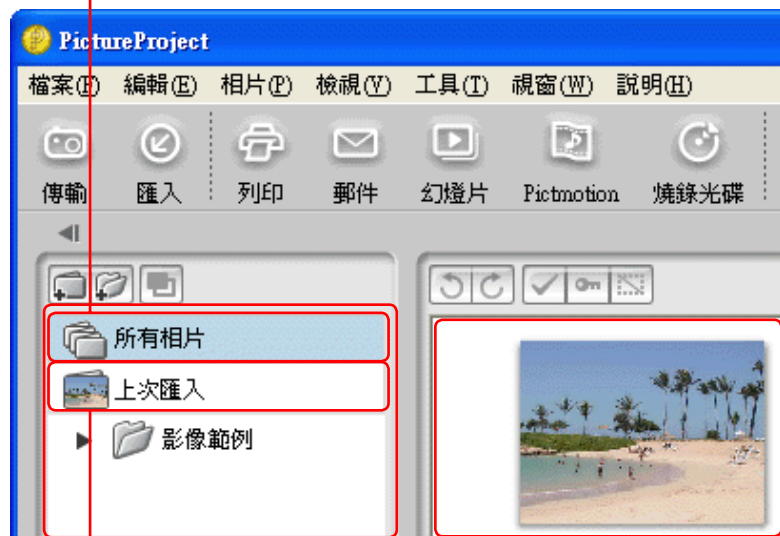 PictureProject
檔案(F) 編輯(E) 相片(P) 檢視(V) 工具(T) 視窗(W) 說明(H)
傳輸 匯入 列印 郵件 幻燈片 Pictmotion 燒錄光碟
所有相片
上次匯入
影像範例